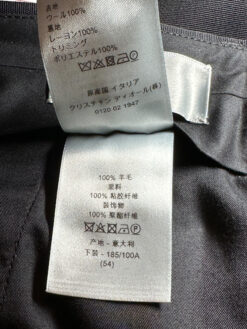 表地
ウール100%
裏地
レーヨン100%
トリミング
ポリエステル100%
原産国 イタリア
クリスチャン ディオール(株)
0120 02 1947
100% 羊毛
里料
100% 粘胶纤维
装饰物
100% 聚酯纤维
产地 - 意大利
下装 - 185/100A
(54)